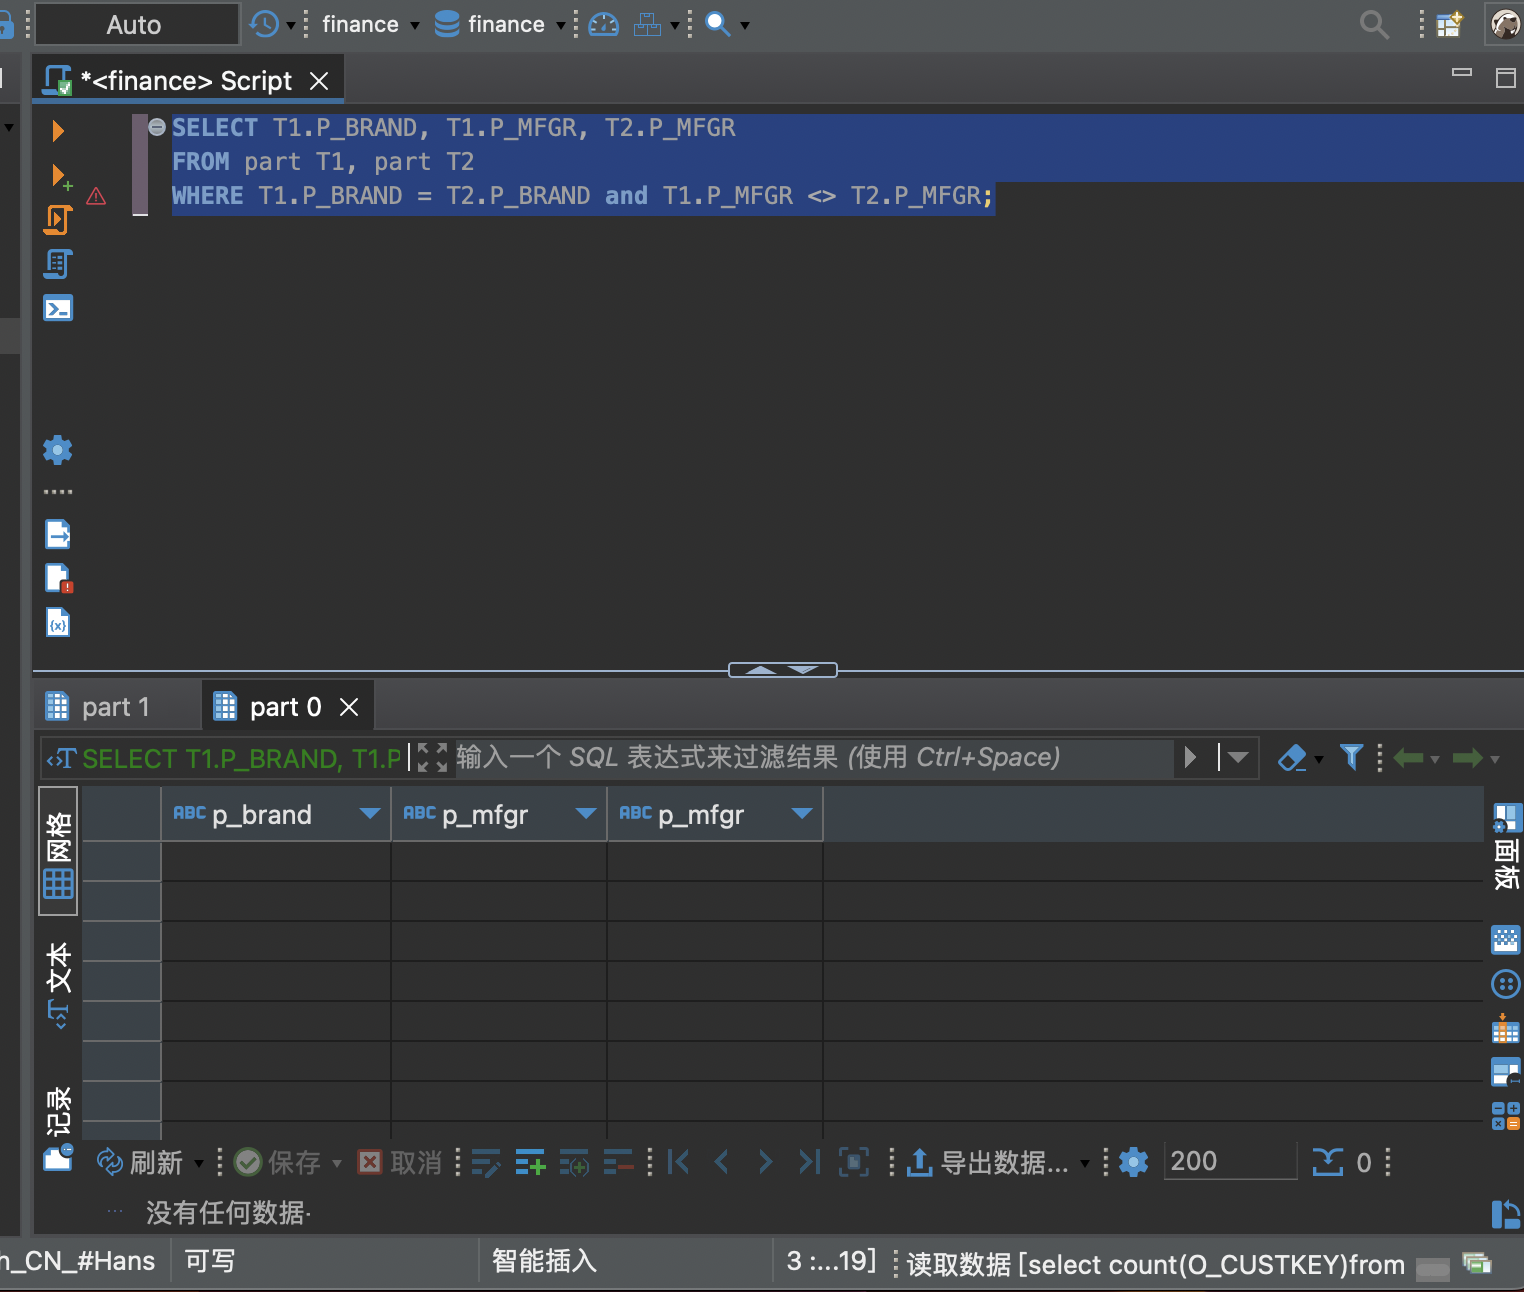 Auto finance finance
*<finance> Script
SELECT T1.P_BRAND, T1.P_MFGR, T2.P_MFGR
FROM part T1, part T2
WHERE T1.P_BRAND = T2.P_BRAND and T1.P_MFGR <> T2.P_MFGR;
part 1 part 0
SELECT T1.P_BRAND, T1.P 输入一个 SQL 表达式来过滤结果 (使用 Ctrl+Space)
网格
文本
记录
ABC p_brand ABC p_mfgr ABC p_mfgr
面板
刷新 保存 取消 导出数据... 200 0
没有任何数据·
n_CN_#Hans 可写 智能插入 3 :...19] 读取数据 [select count(O_CUSTKEY)from